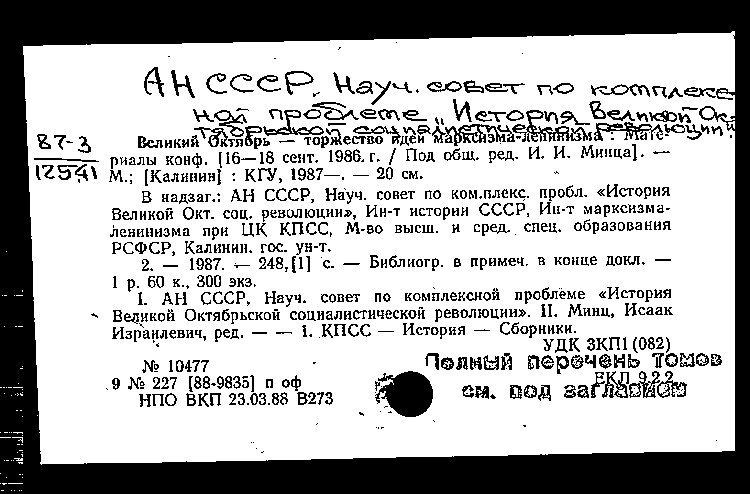 АН СССР. Науч. совет по комплекс-
ной проблеме „История Великой Ок-
тябрьской социалистической революции"
87-3
12541
Великий Октябрь — торжество идей марксизма-ленинизма : Мате-
риалы конф. [16—18 сент. 1986. г. / Под общ. ред. И. И. Минца]. —
М.; [Калинин] : КГУ, 1987—. — 20 см.
В надзаг.: АН СССР, Науч. совет по комплекс. пробл. «История
Великой Окт. соц. революции», Ин-т истории СССР, Ин-т марксизма-
ленинизма при ЦК КПСС, М-во высш. и сред. спец. образования
РСФСР, Калинин. гос. ун-т.
2. — 1987. — 248,[1] с. — Библиогр. в примеч. в конце докл. —
1 р. 60 к., 300 экз.
I. АН СССР, Науч. совет по комплексной проблеме «История
Великой Октябрьской социалистической революции». II. Минц, Исаак
Израилевич, ред. — — 1. КПСС — История — Сборники.
УДК 3КП1(082)
№ 10477
Полный перечень томов
9 № 227 [88-9835] п оф
ЕКЛ 9.2.2
см. под заглавием
НПО ВКП 23.03.88 В273